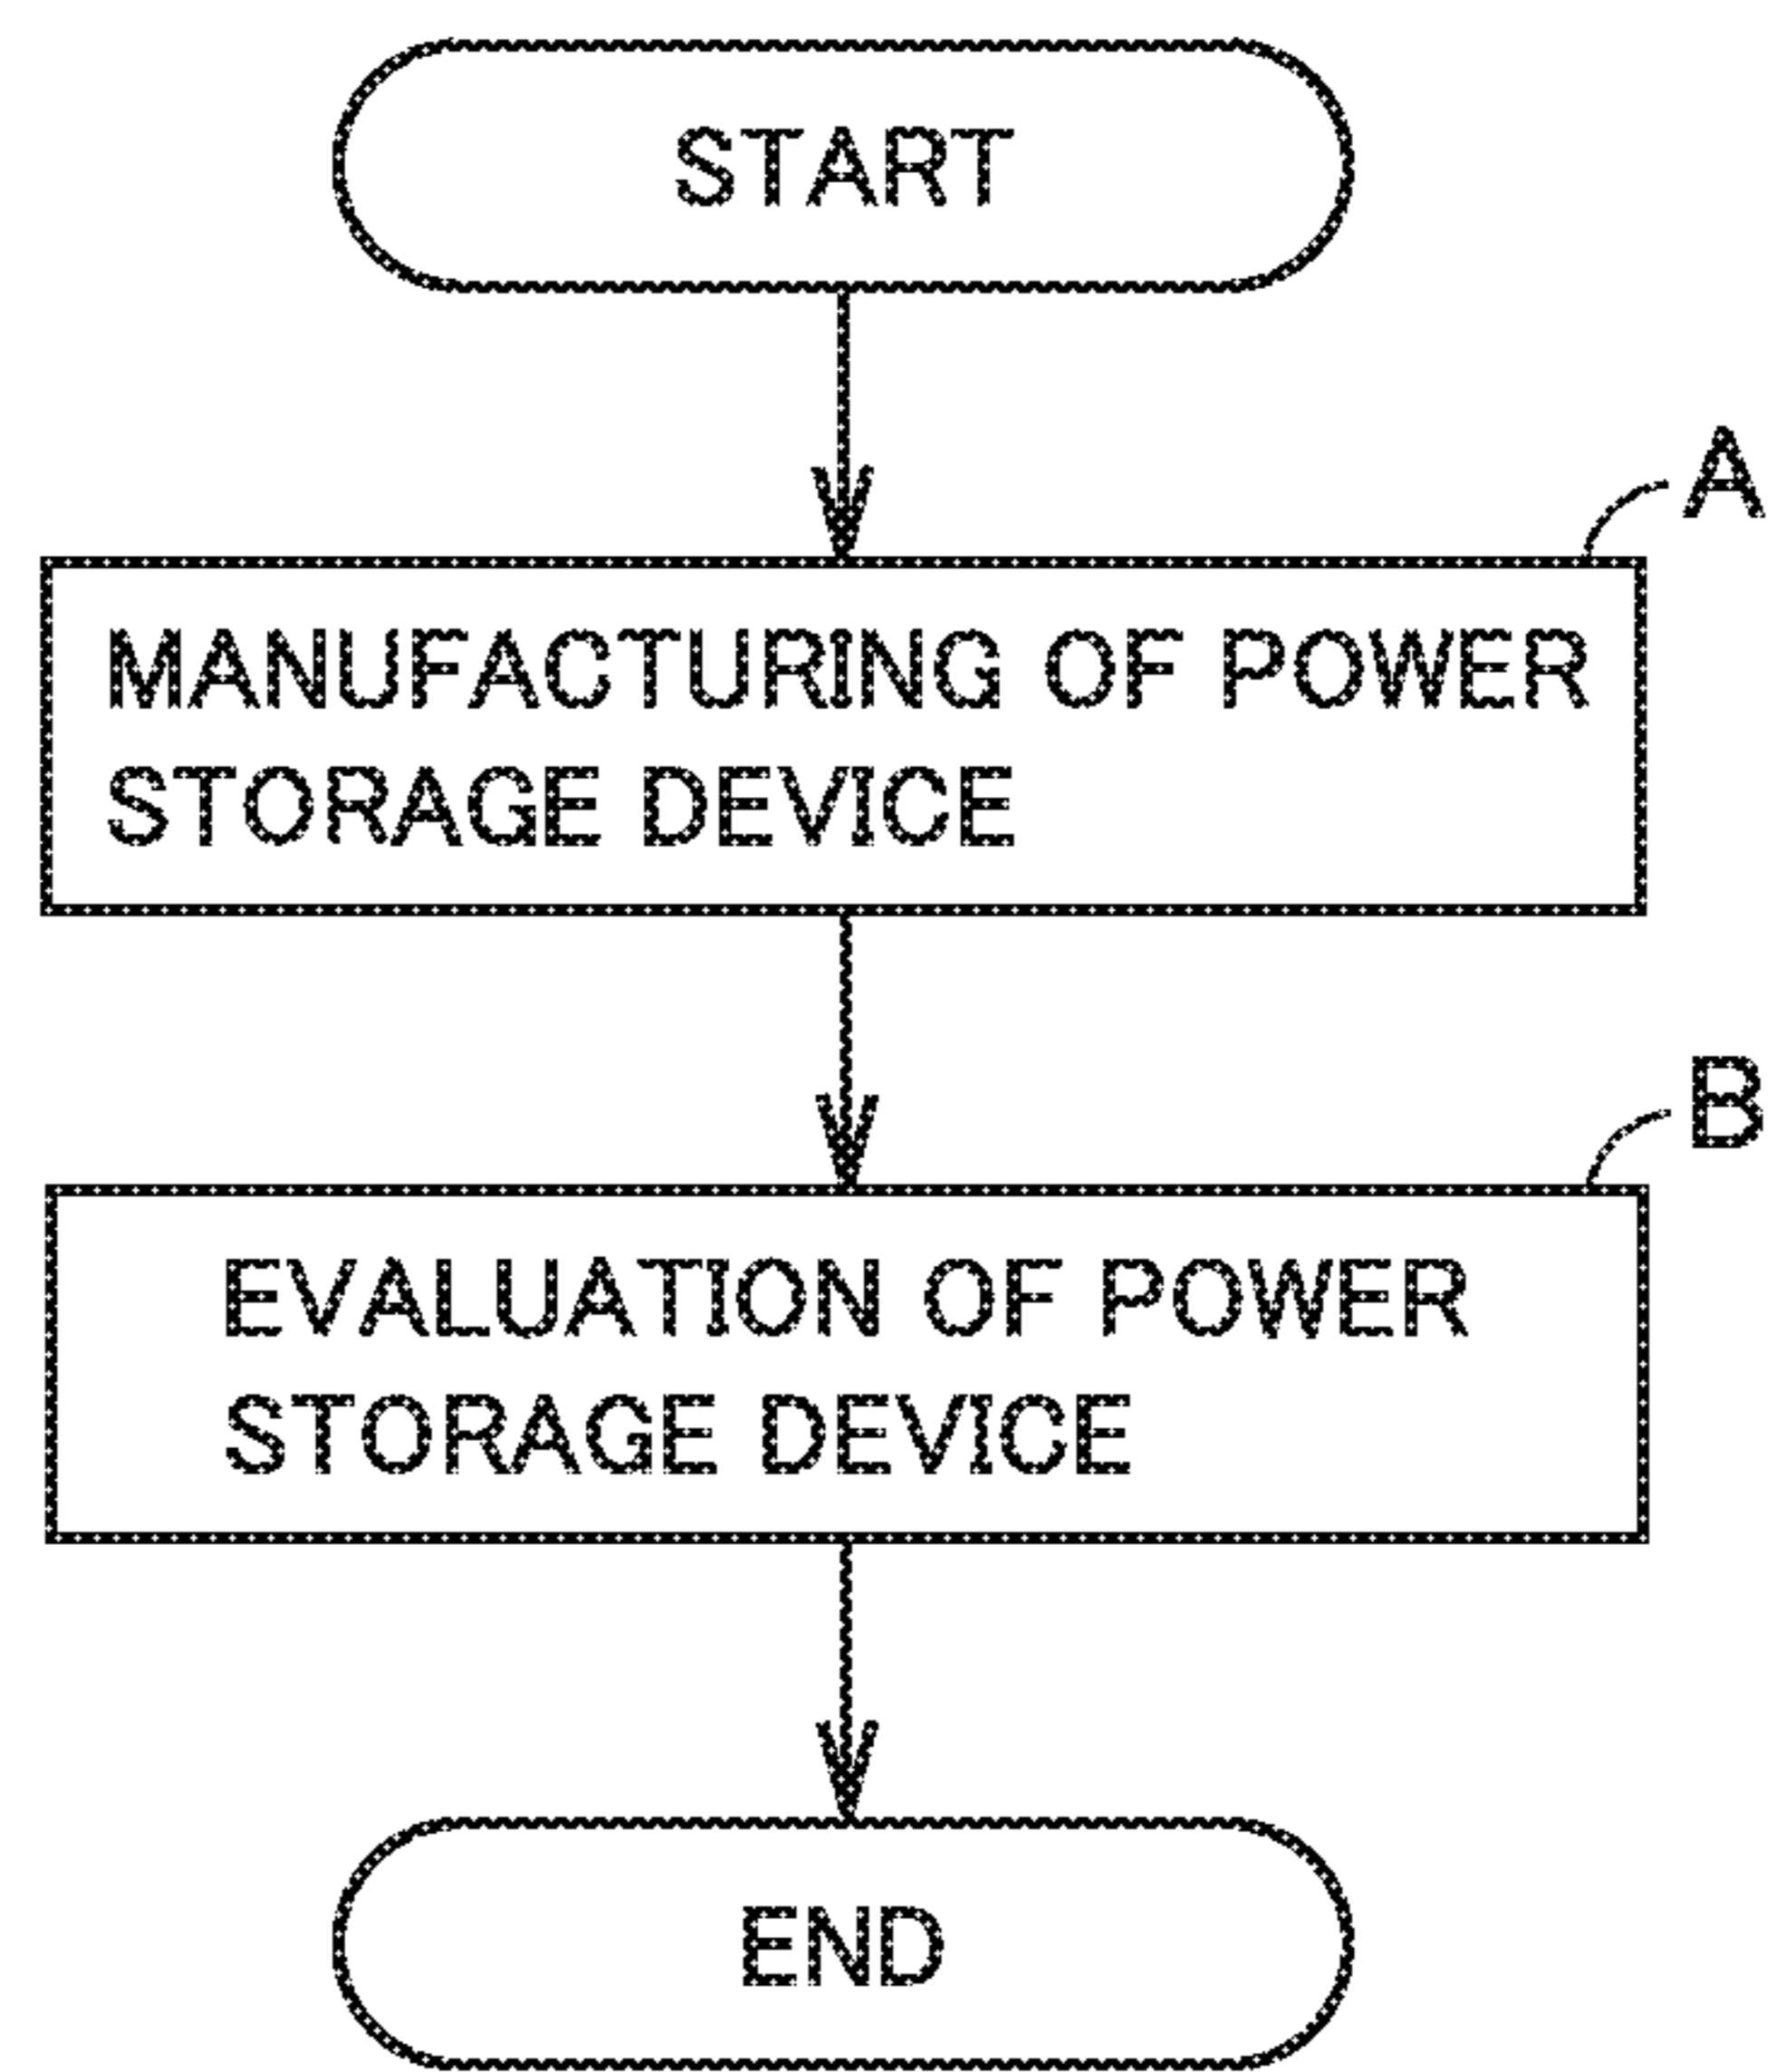 START
A
MANUFACTURING OF POWER
STORAGE DEVICE
B
EVALUATION OF POWER
STORAGE DEVICE
END